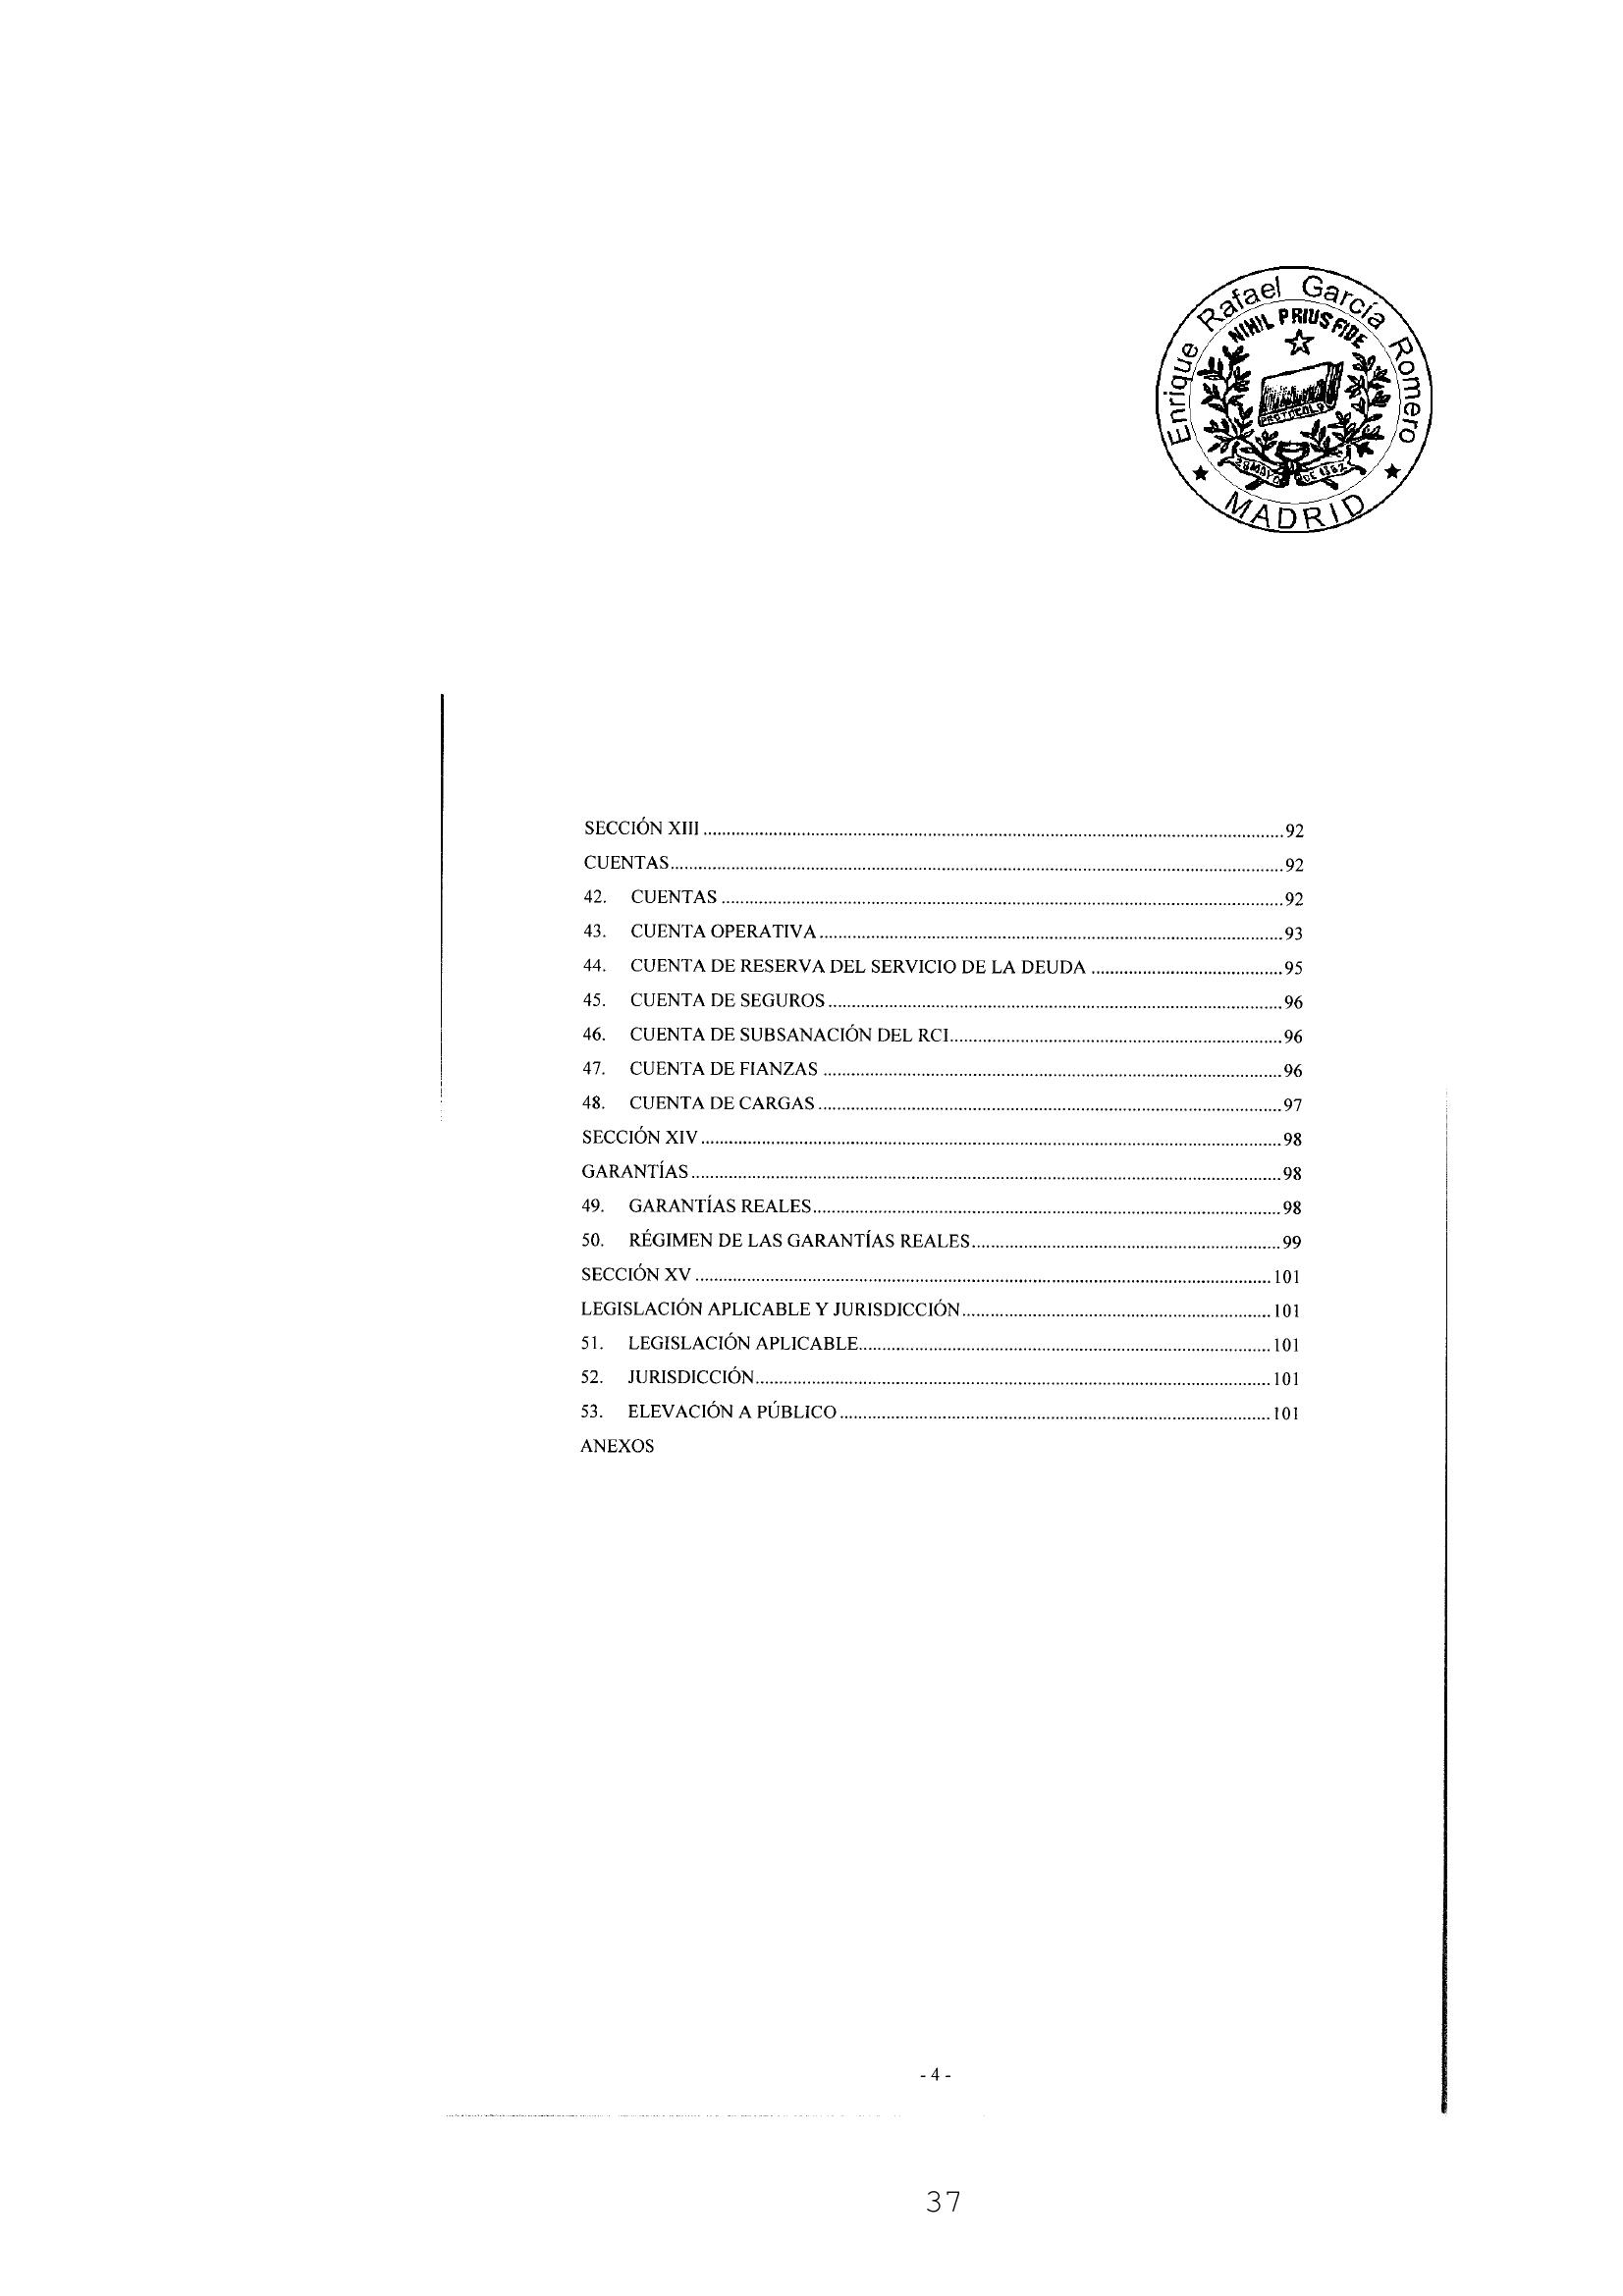 Enrique Rafael García Romero
NIHIL PRIUS FIDE
PROTOCOLO
28 MAYO DE 1862
★ MADRID ★
SECCIÓN XIII ........ 92
CUENTAS ........ 92
42. CUENTAS ........ 92
43. CUENTA OPERATIVA ........ 93
44. CUENTA DE RESERVA DEL SERVICIO DE LA DEUDA ........ 95
45. CUENTA DE SEGUROS ........ 96
46. CUENTA DE SUBSANACIÓN DEL RCI ........ 96
47. CUENTA DE FIANZAS ........ 96
48. CUENTA DE CARGAS ........ 97
SECCIÓN XIV ........ 98
GARANTÍAS ........ 98
49. GARANTÍAS REALES ........ 98
50. RÉGIMEN DE LAS GARANTÍAS REALES ........ 99
SECCIÓN XV ........ 101
LEGISLACIÓN APLICABLE Y JURISDICCIÓN ........ 101
51. LEGISLACIÓN APLICABLE ........ 101
52. JURISDICCIÓN ........ 101
53. ELEVACIÓN A PÚBLICO ........ 101
ANEXOS
- 4 -
37